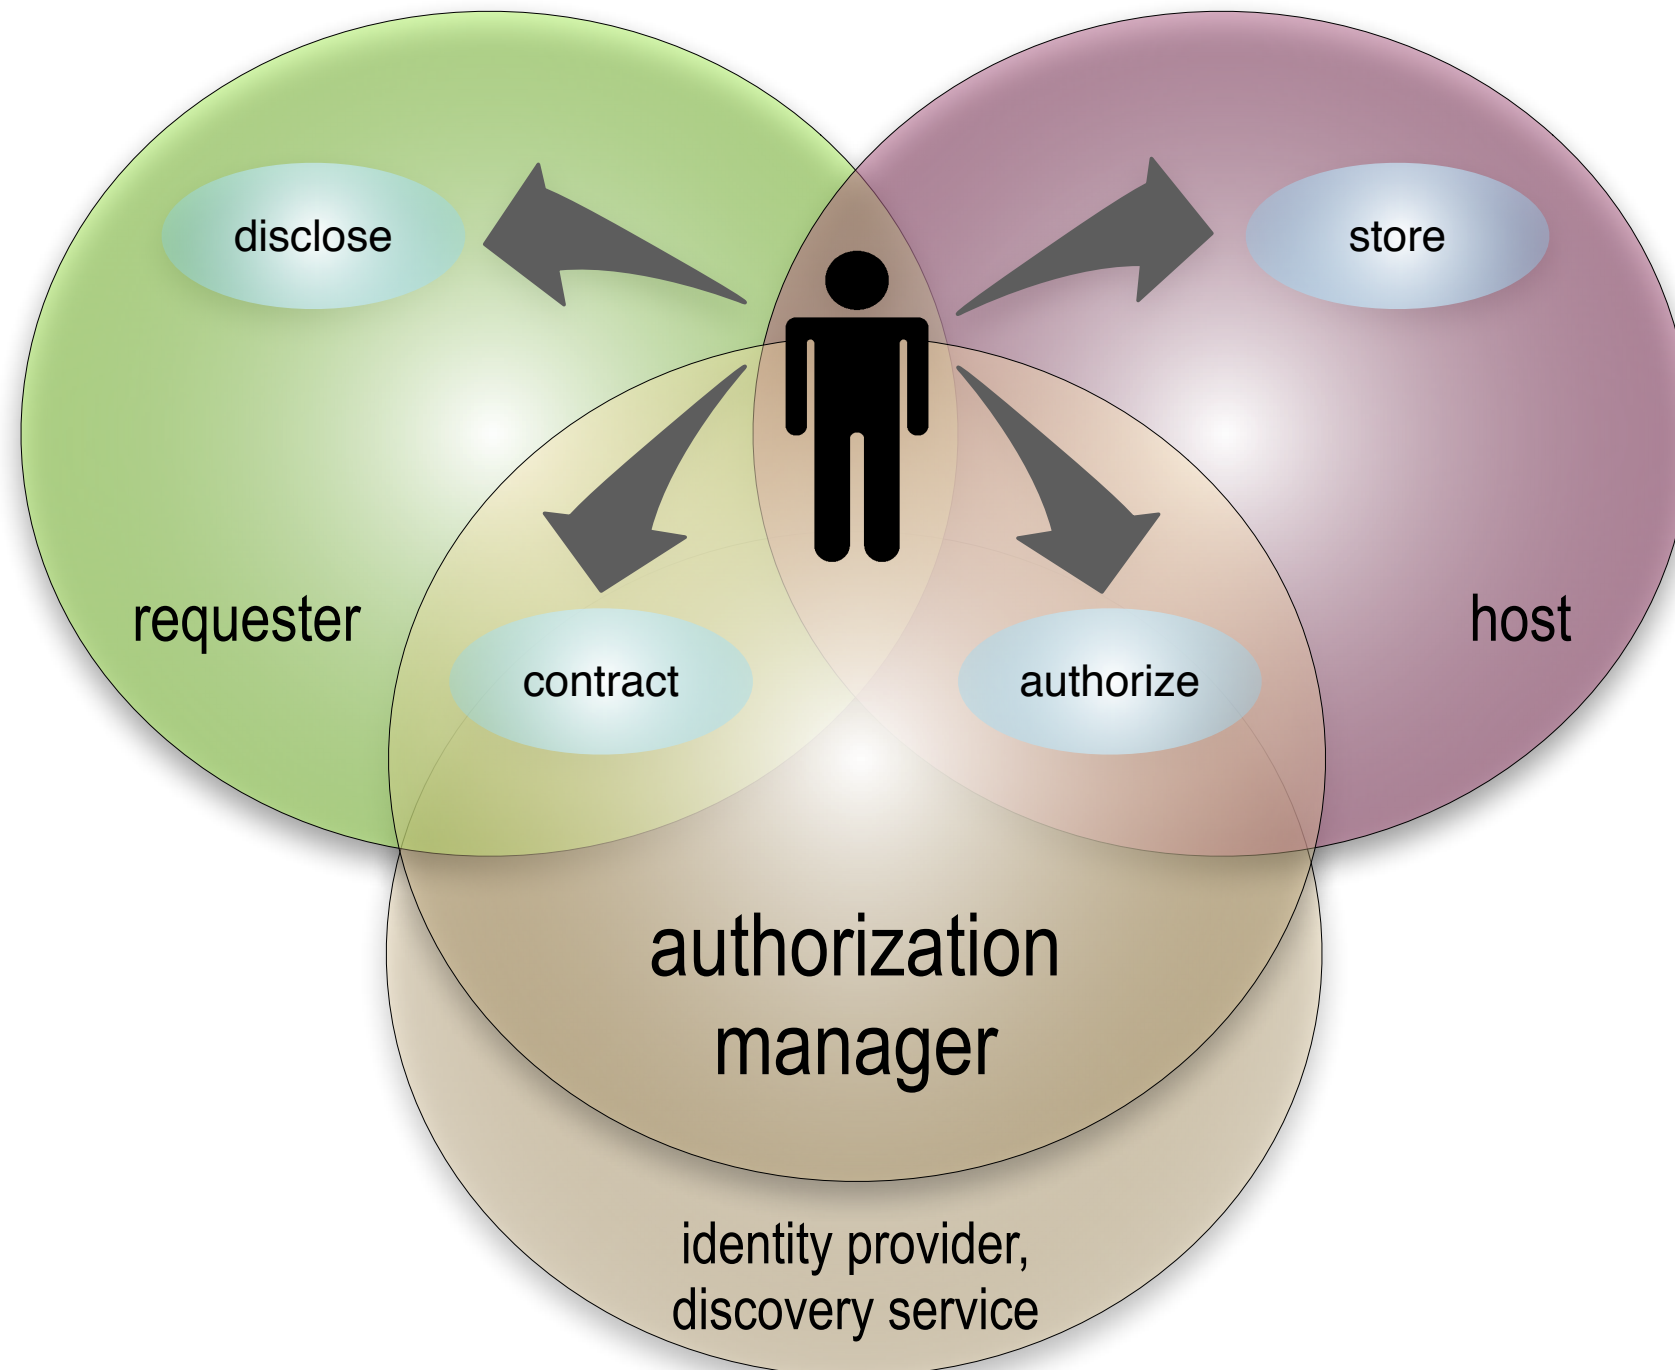 disclose
store
requester
host
contract
authorize
authorization
manager
identity provider,
discovery service